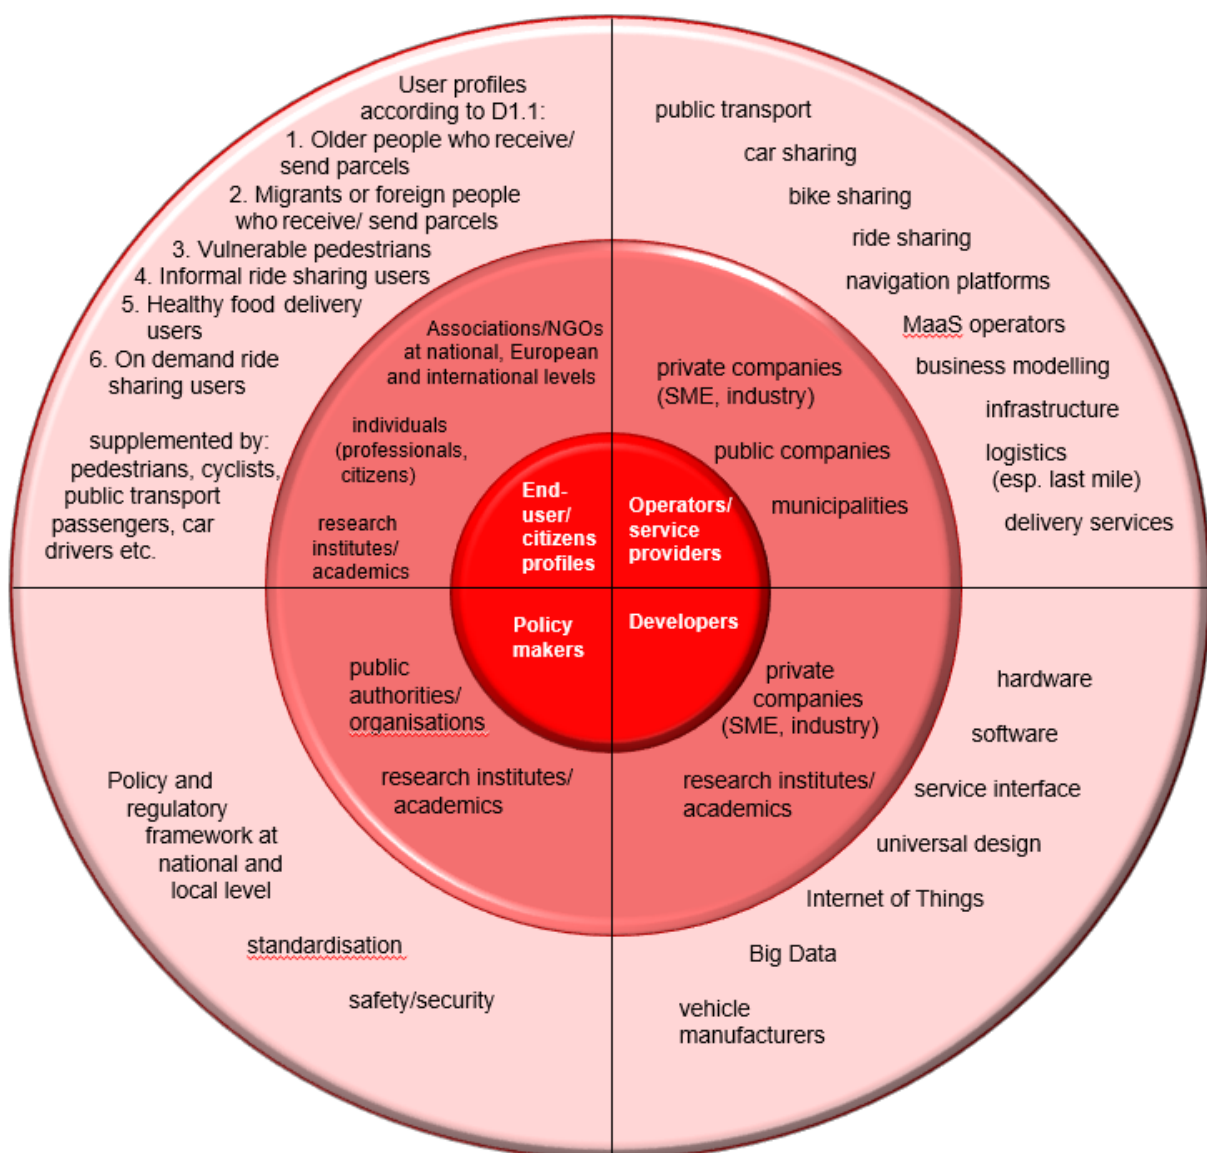 User profiles
according to D1.1:
1. Older people who receive/
send parcels
2. Migrants or foreign people
who receive/ send parcels
3. Vulnerable pedestrians
4. Informal ride sharing users
5. Healthy food delivery
users
6. On demand ride
sharing users
supplemented by:
pedestrians, cyclists,
public transport
passengers, car
drivers etc.
Associations/NGOs
at national, European
and international levels
individuals
(professionals,
citizens)
research
institutes/
academics
End-
user/
citizens
profiles
public transport
car sharing
bike sharing
ride sharing
navigation platforms
MaaS operators
business modelling
infrastructure
logistics
(esp. last mile)
delivery services
private companies
(SME, industry)
public companies
municipalities
Operators/
service
providers
Policy
makers
public
authorities/
organisations
research institutes/
academics
Policy and
regulatory
framework at
national and
local level
standardisation
safety/security
Developers
private
companies
(SME, industry)
research institutes/
academics
hardware
software
service interface
universal design
Internet of Things
Big Data
vehicle
manufacturers